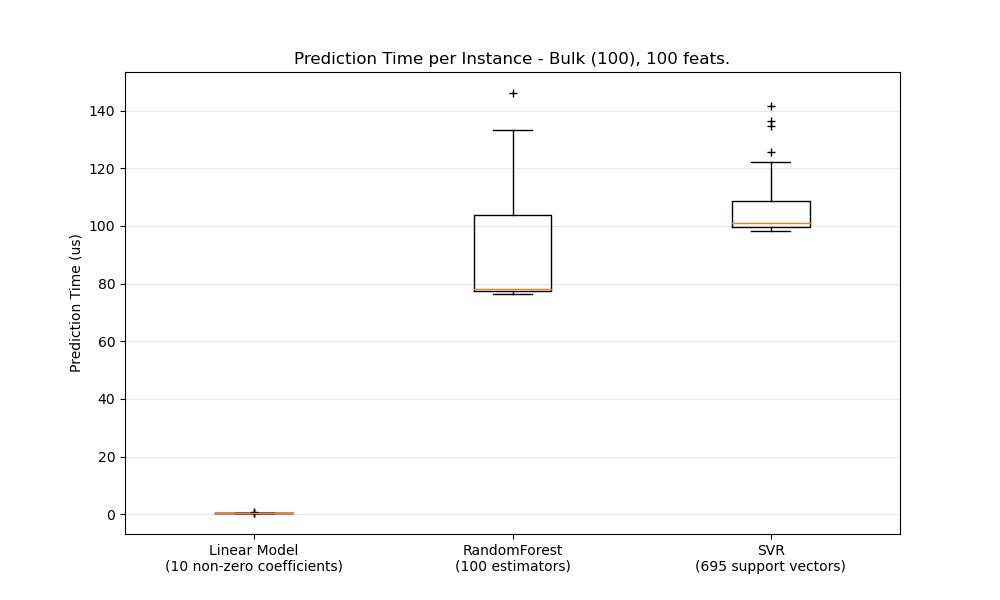 Prediction Time per Instance - Bulk (100), 100 feats.
140
120
100
80
60
40
20
0
Prediction Time (us)
Linear Model
(10 non-zero coefficients)
RandomForest
(100 estimators)
SVR
(695 support vectors)